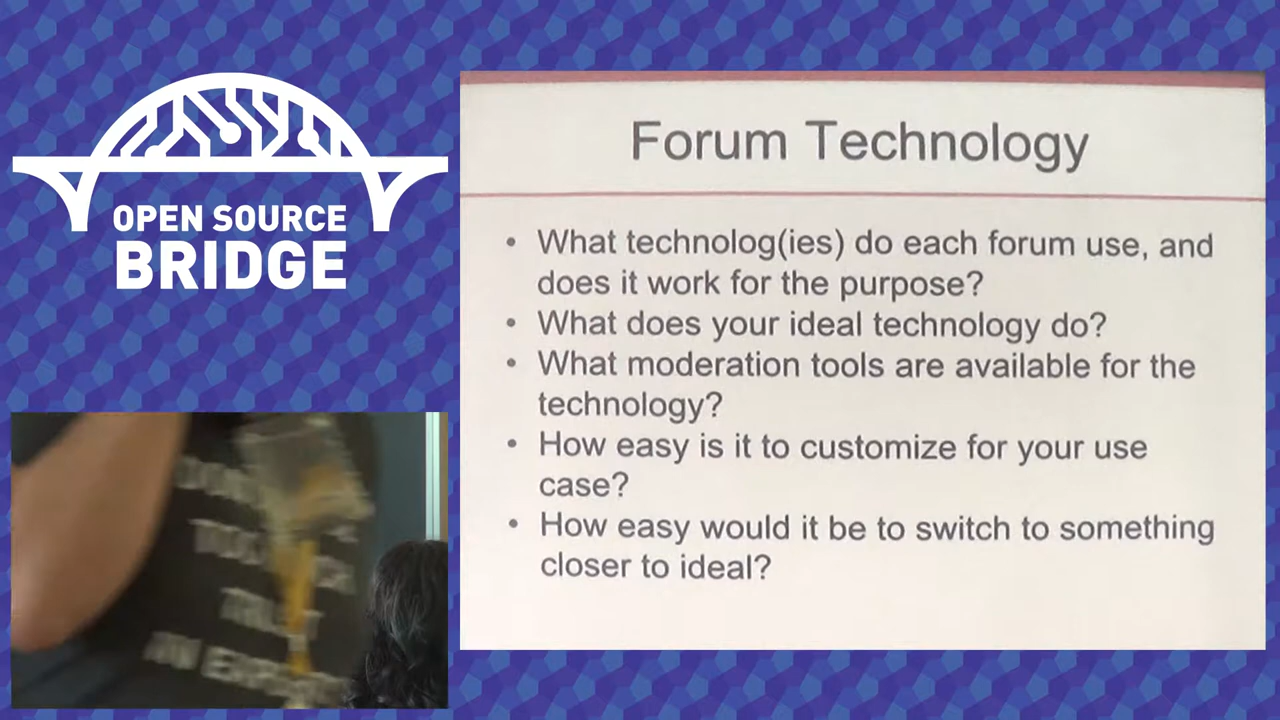 OPEN SOURCE
BRIDGE
Forum Technology
• What technolog(ies) do each forum use, and
does it work for the purpose?
• What does your ideal technology do?
• What moderation tools are available for the
technology?
• How easy is it to customize for your use
case?
• How easy would it be to switch to something
closer to ideal?